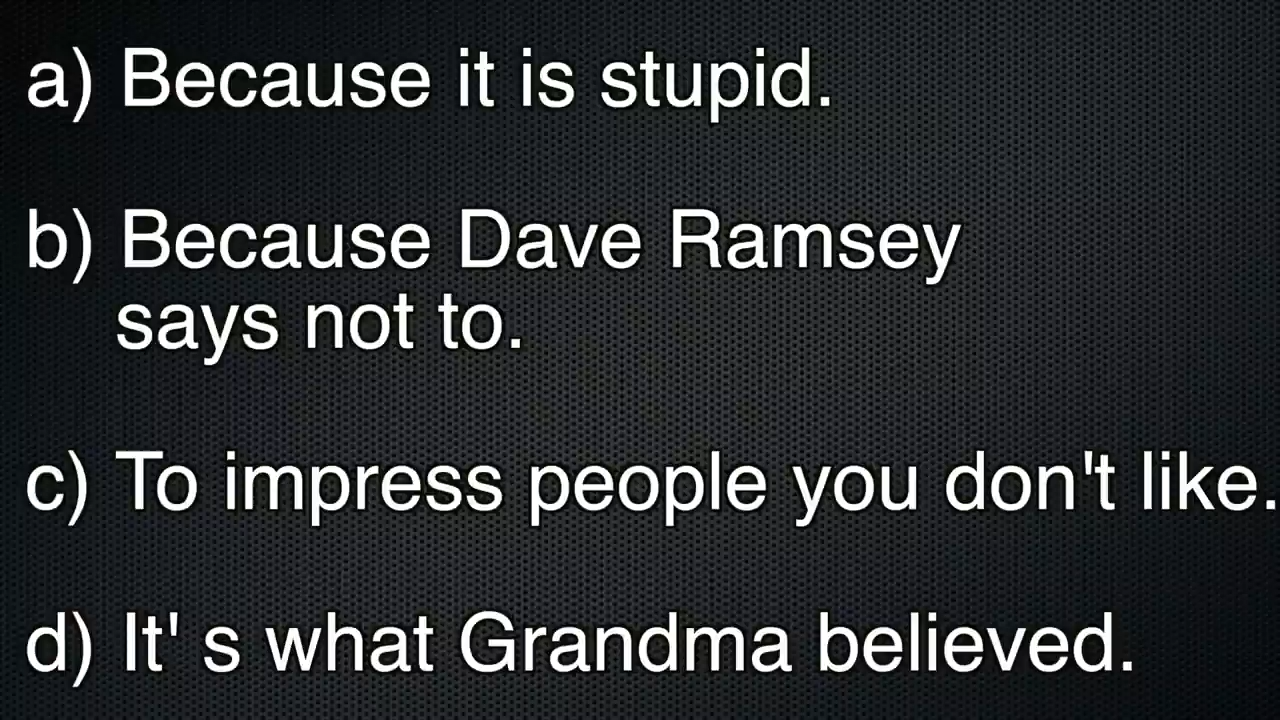 a) Because it is stupid.
b) Because Dave Ramsey
says not to.
c) To impress people you don't like.
d) It' s what Grandma believed.